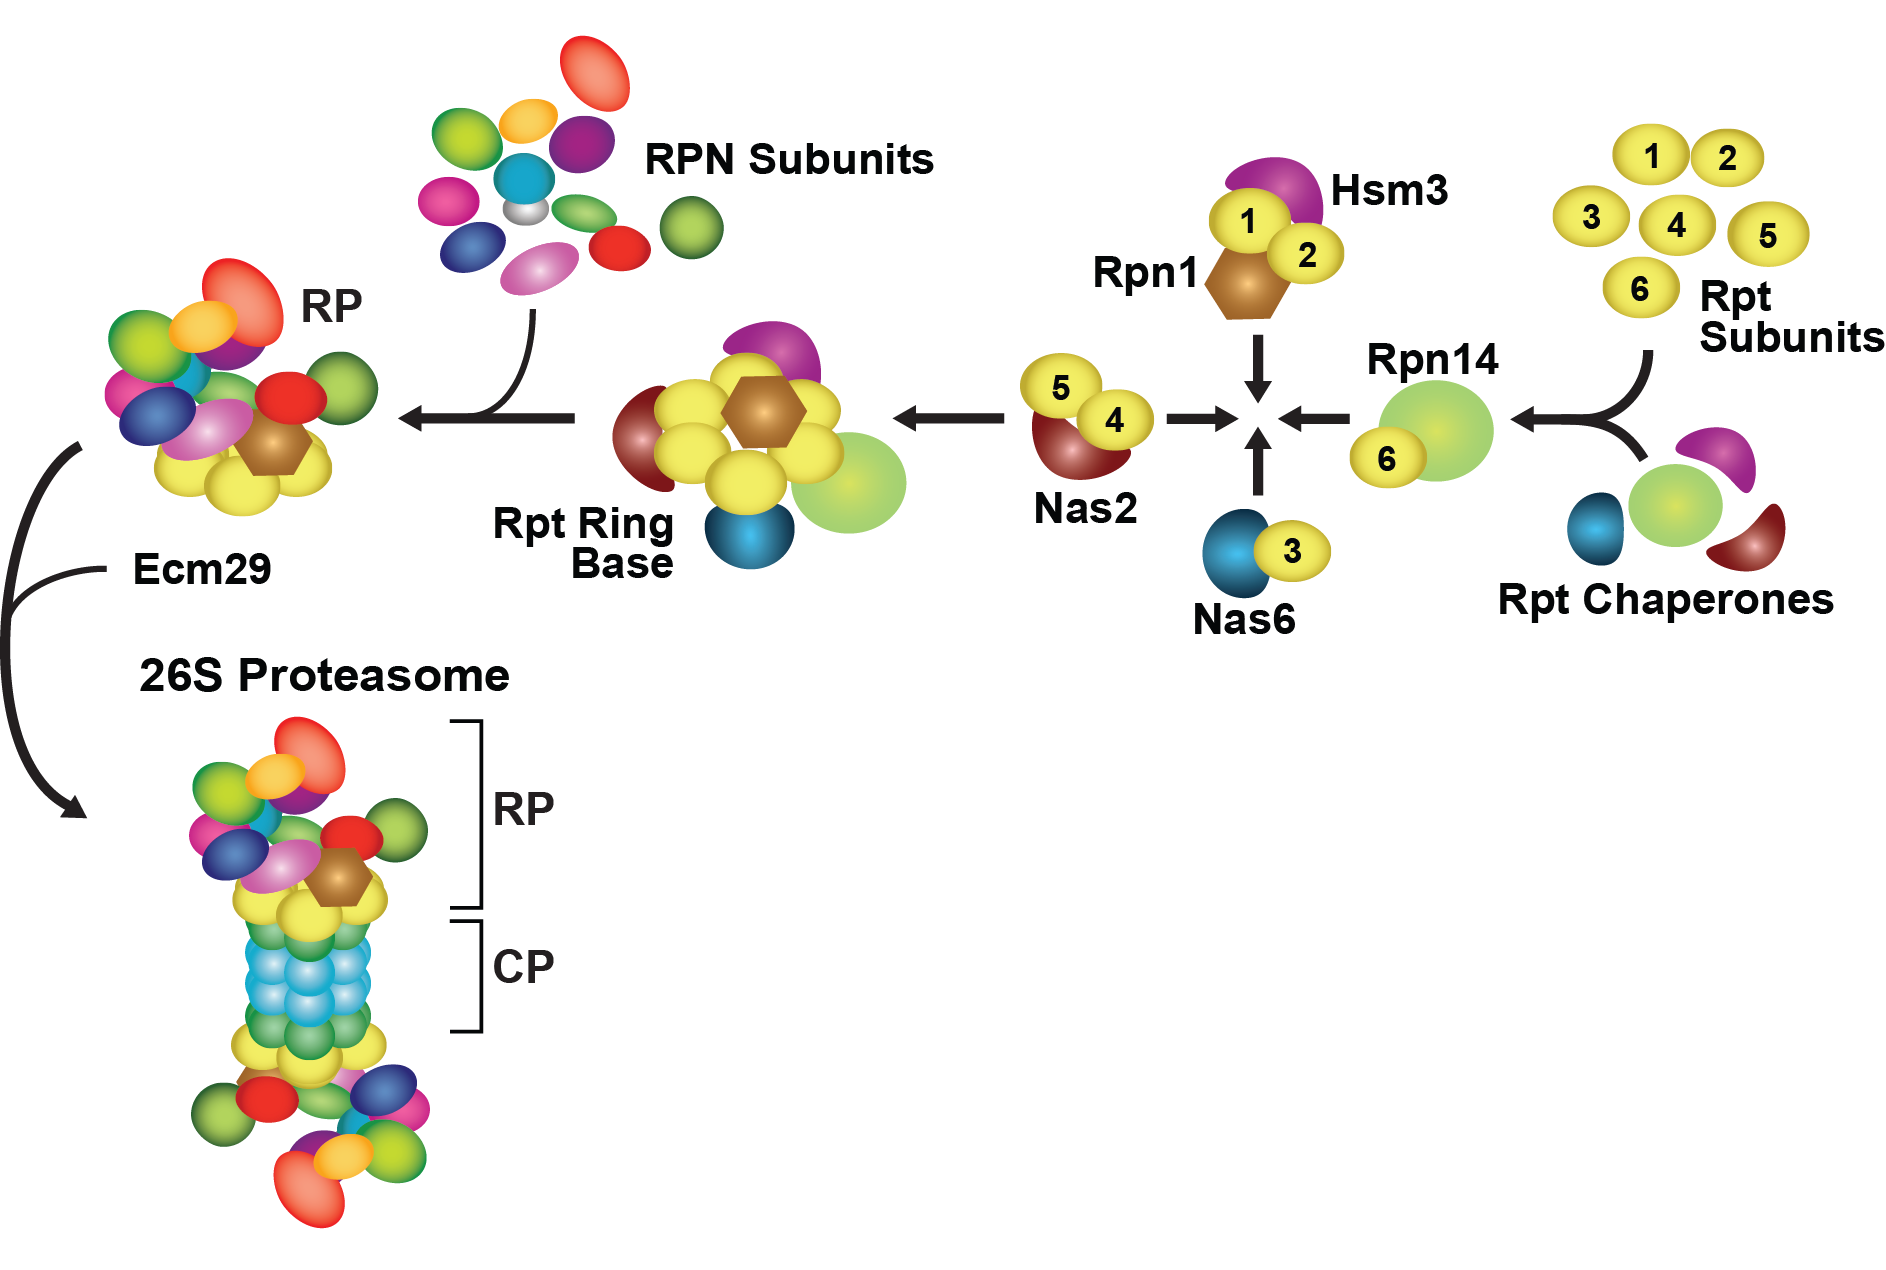 RPN Subunits
RP
Ecm29
Rpt Ring
Base
Hsm3
1
2
Rpn1
5
4
Nas2
3
Nas6
Rpn14
6
1
2
3
4
5
6
Rpt
Subunits
Rpt Chaperones
26S Proteasome
RP
CP